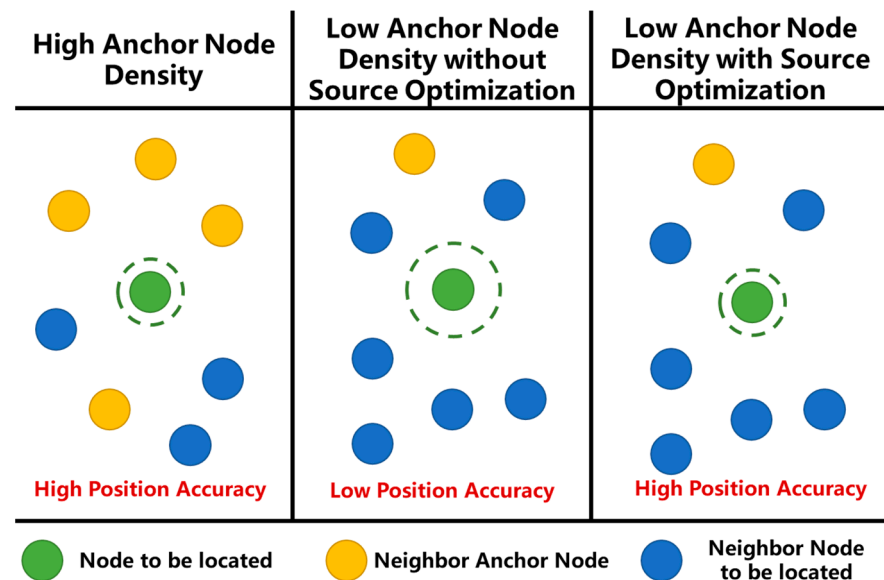 High Anchor Node
Density
Low Anchor Node
Density without
Source Optimization
Low Anchor Node
Density with Source
Optimization
High Position Accuracy
Low Position Accuracy
High Position Accuracy
Node to be located
Neighbor Anchor Node
Neighbor Node
to be located